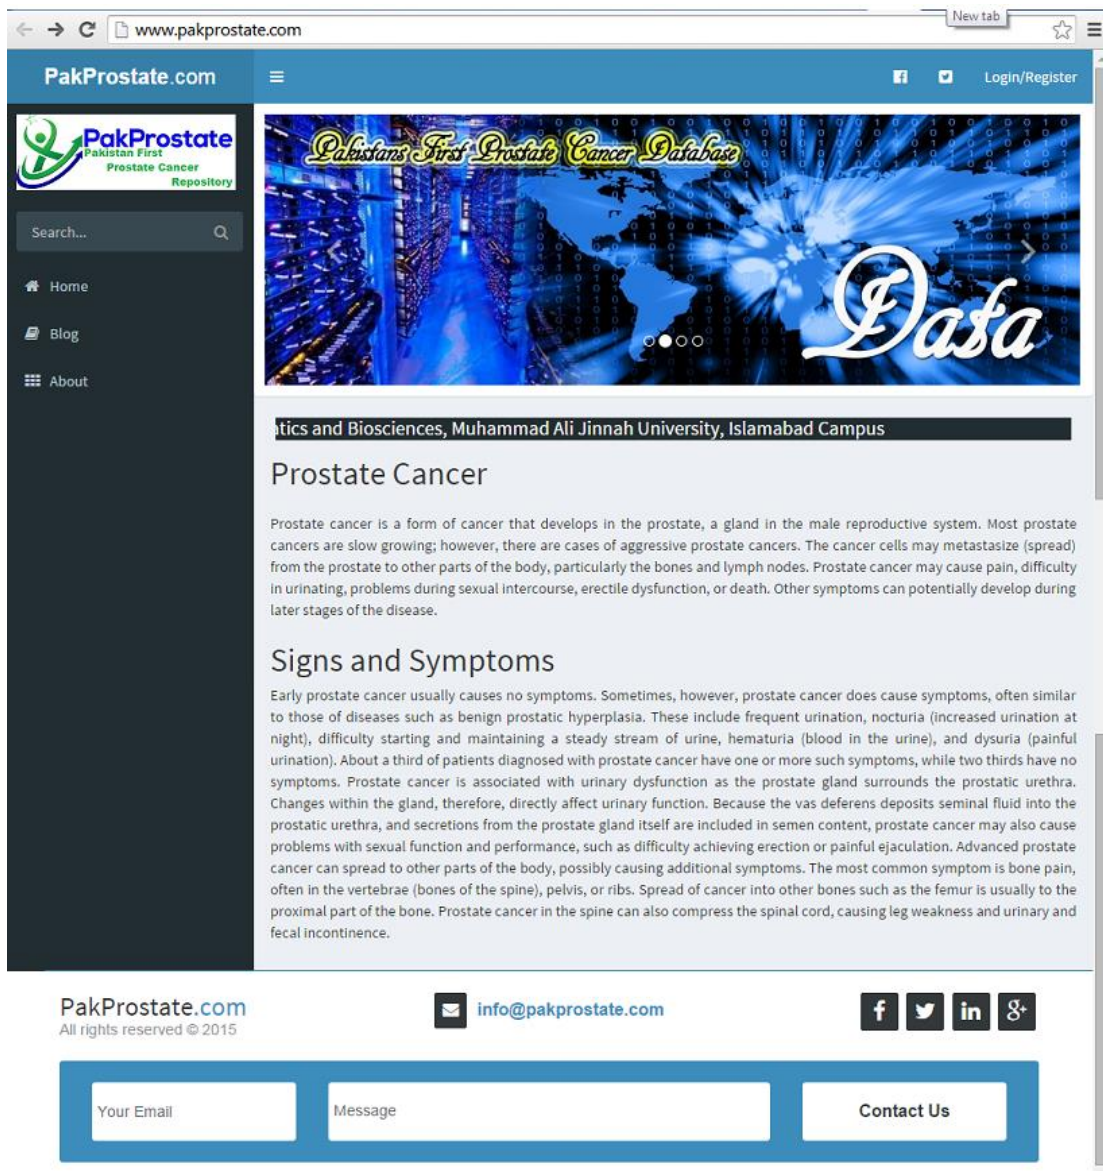 New tab
www.pakprostate.com
PakProstate.com
Login/Register
PakProstate
Pakistan First
Prostate Cancer
Repository
Pakistans First Prostate Cancer Database
Data
Search...
Home
Blog
About
tics and Biosciences, Muhammad Ali Jinnah University, Islamabad Campus
Prostate Cancer
Prostate cancer is a form of cancer that develops in the prostate, a gland in the male reproductive system. Most prostate
cancers are slow growing; however, there are cases of aggressive prostate cancers. The cancer cells may metastasize (spread)
from the prostate to other parts of the body, particularly the bones and lymph nodes. Prostate cancer may cause pain, difficulty
in urinating, problems during sexual intercourse, erectile dysfunction, or death. Other symptoms can potentially develop during
later stages of the disease.
Signs and Symptoms
Early prostate cancer usually causes no symptoms. Sometimes, however, prostate cancer does cause symptoms, often similar
to those of diseases such as benign prostatic hyperplasia. These include frequent urination, nocturia (increased urination at
night), difficulty starting and maintaining a steady stream of urine, hematuria (blood in the urine), and dysuria (painful
urination). About a third of patients diagnosed with prostate cancer have one or more such symptoms, while two thirds have no
symptoms. Prostate cancer is associated with urinary dysfunction as the prostate gland surrounds the prostatic urethra.
Changes within the gland, therefore, directly affect urinary function. Because the vas deferens deposits seminal fluid into the
prostatic urethra, and secretions from the prostate gland itself are included in semen content, prostate cancer may also cause
problems with sexual function and performance, such as difficulty achieving erection or painful ejaculation. Advanced prostate
cancer can spread to other parts of the body, possibly causing additional symptoms. The most common symptom is bone pain,
often in the vertebrae (bones of the spine), pelvis, or ribs. Spread of cancer into other bones such as the femur is usually to the
proximal part of the bone. Prostate cancer in the spine can also compress the spinal cord, causing leg weakness and urinary and
fecal incontinence.
PakProstate.com
All rights reserved © 2015
info@pakprostate.com
Your Email
Message
Contact Us